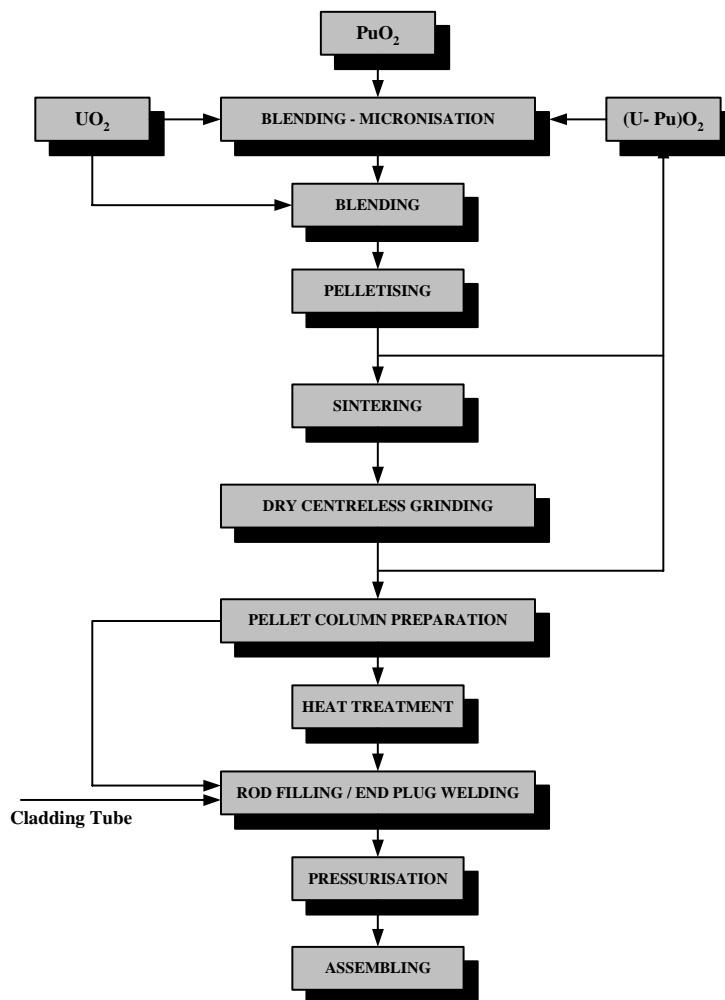 PuO₂
UO₂
BLENDING - MICRONISATION
(U- Pu)O₂
BLENDING
PELLETISING
SINTERING
DRY CENTRELESS GRINDING
PELLET COLUMN PREPARATION
HEAT TREATMENT
ROD FILLING / END PLUG WELDING
Cladding Tube
PRESSURISATION
ASSEMBLING